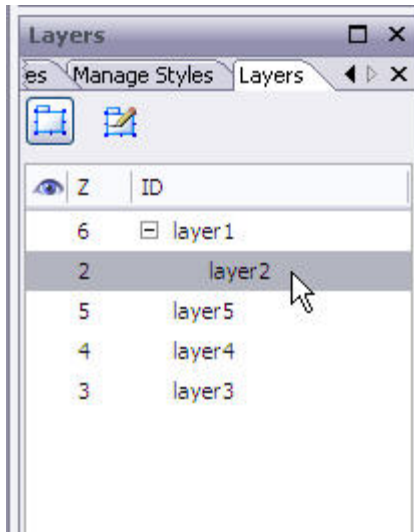 Layers
es Manage Styles Layers
Z ID
6 layer1
2 layer2
5 layer5
4 layer4
3 layer3